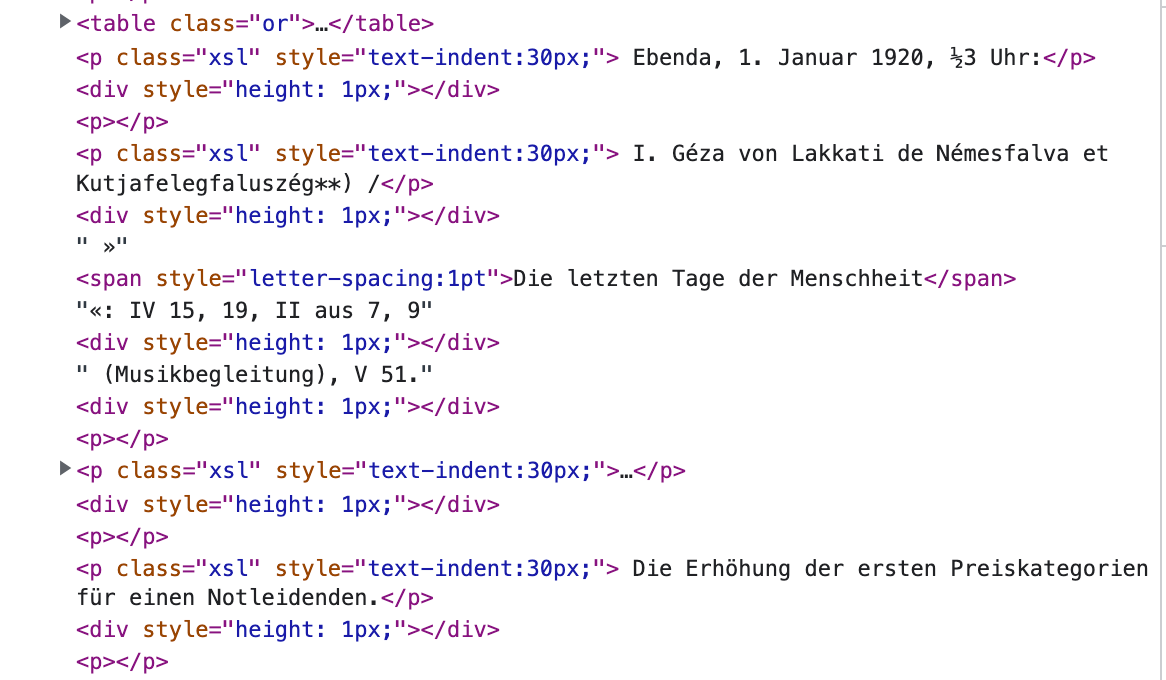 <table class="or">…</table>
<p class="xsl" style="text-indent:30px;"> Ebenda, 1. Januar 1920, ½3 Uhr:</p>
<div style="height: 1px;"></div>
<p></p>
<p class="xsl" style="text-indent:30px;"> I. Géza von Lakkati de Némesfalva et
Kutjafelegfaluszég**) /</p>
<div style="height: 1px;"></div>
" »"
<span style="letter-spacing:1pt">Die letzten Tage der Menschheit</span>
"«: IV 15, 19, II aus 7, 9"
<div style="height: 1px;"></div>
" (Musikbegleitung), V 51."
<div style="height: 1px;"></div>
<p></p>
<p class="xsl" style="text-indent:30px;">…</p>
<div style="height: 1px;"></div>
<p></p>
<p class="xsl" style="text-indent:30px;"> Die Erhöhung der ersten Preiskategorien
für einen Notleidenden.</p>
<div style="height: 1px;"></div>
<p></p>